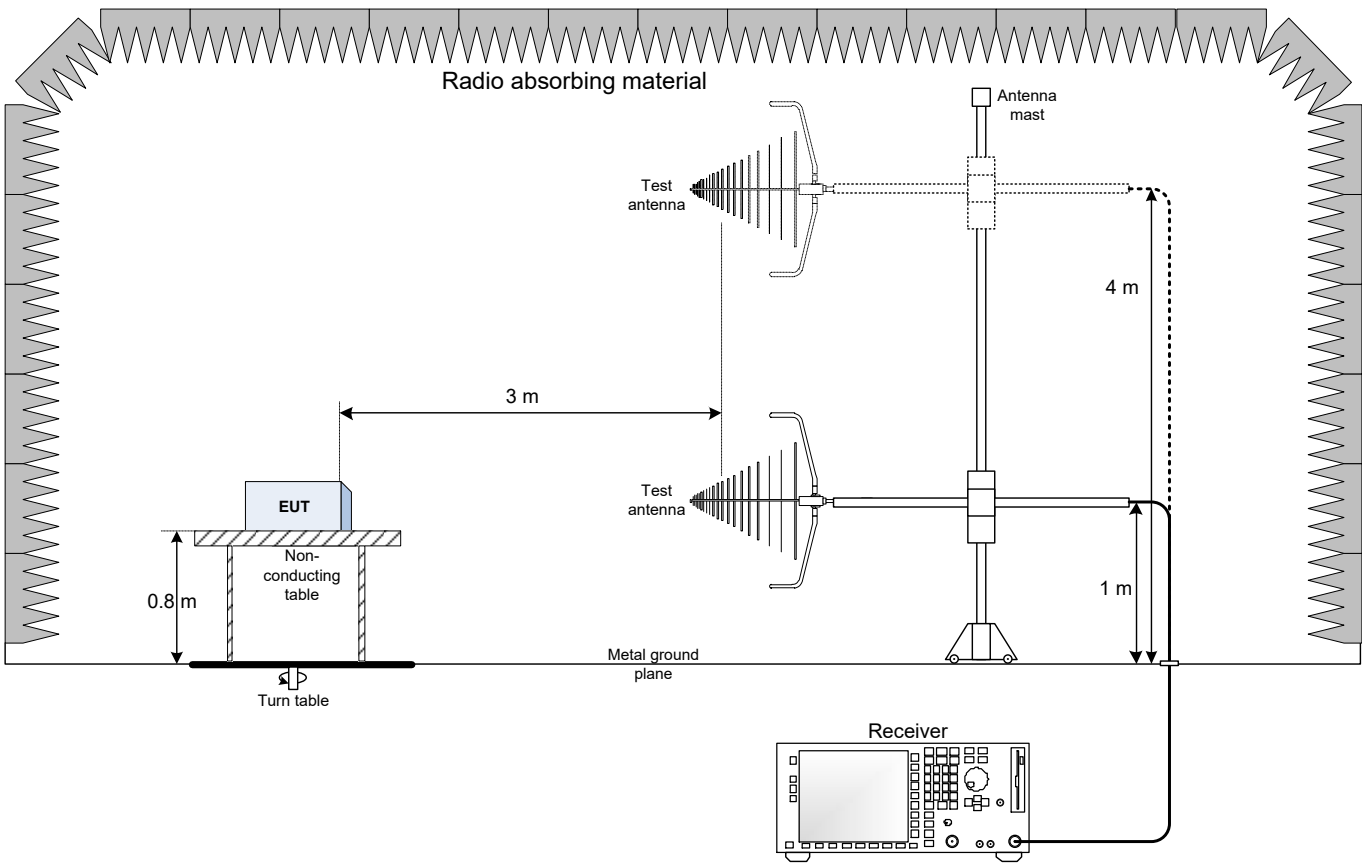 Radio absorbing material
Antenna
mast
Test
antenna
4 m
3 m
Test
antenna
EUT
Non-
conducting
table
0.8 m
1 m
Metal ground
plane
Turn table
Receiver